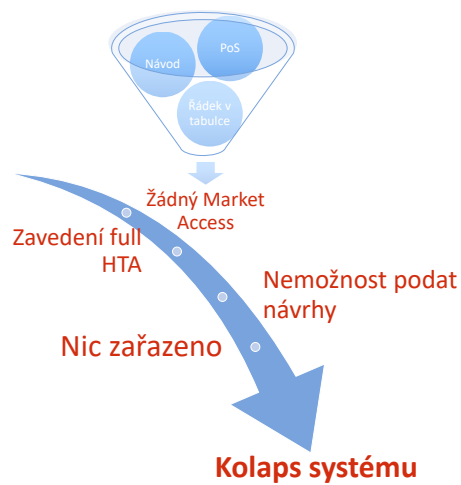 Návod
PoS
Řádek v
tabulce
Žádný Market
Access
Zavedení full
HTA
Nemožnost podat
návrhy
Nic zařazeno
Kolaps systému